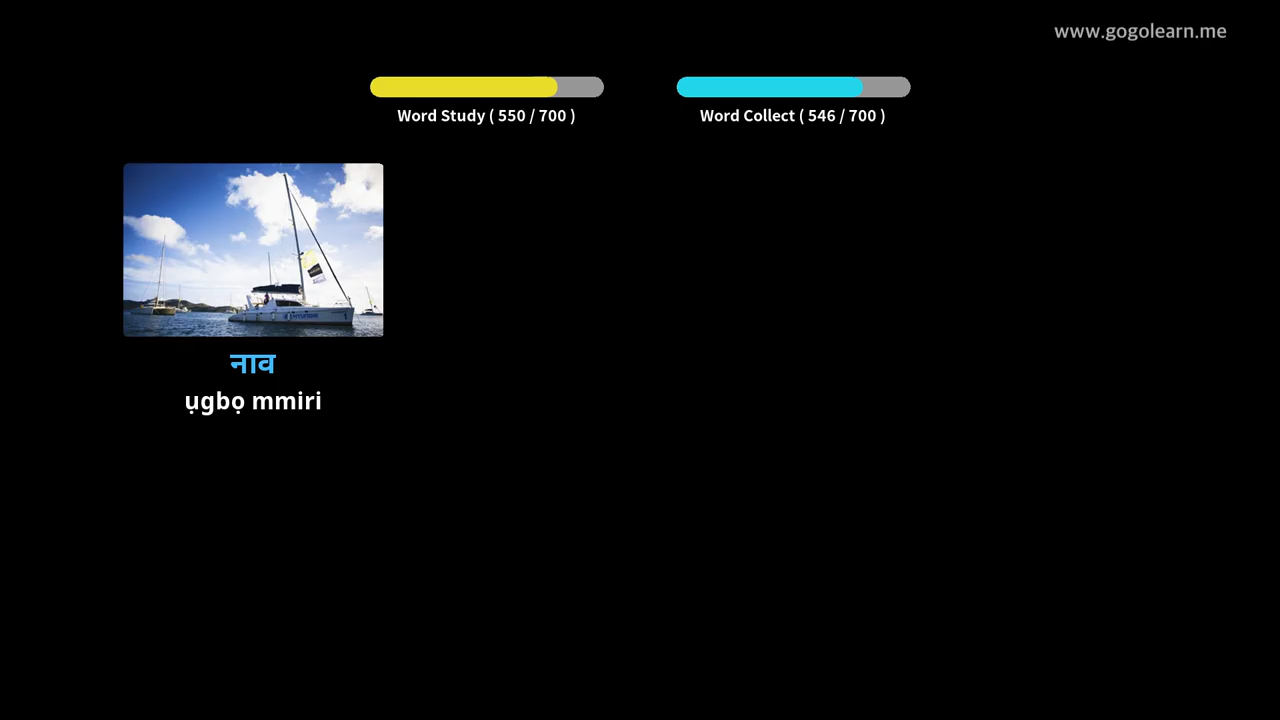 www.gogolearn.me
Word Study ( 550 / 700 )
Word Collect ( 546 / 700 )
नाव
ụgbọ mmiri